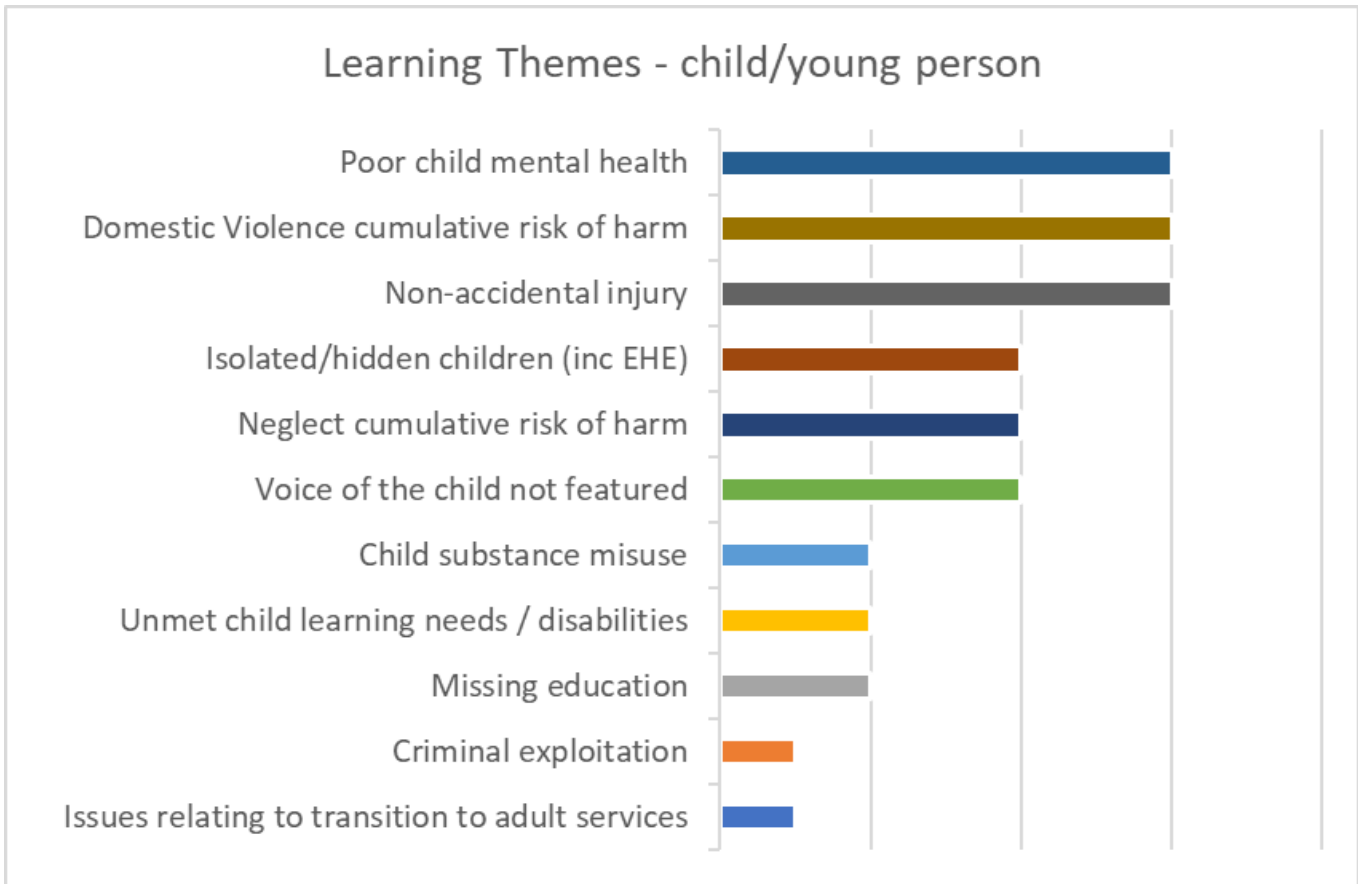 Learning Themes - child/young person
Poor child mental health
Domestic Violence cumulative risk of harm
Non-accidental injury
Isolated/hidden children (inc EHE)
Neglect cumulative risk of harm
Voice of the child not featured
Child substance misuse
Unmet child learning needs / disabilities
Missing education
Criminal exploitation
Issues relating to transition to adult services